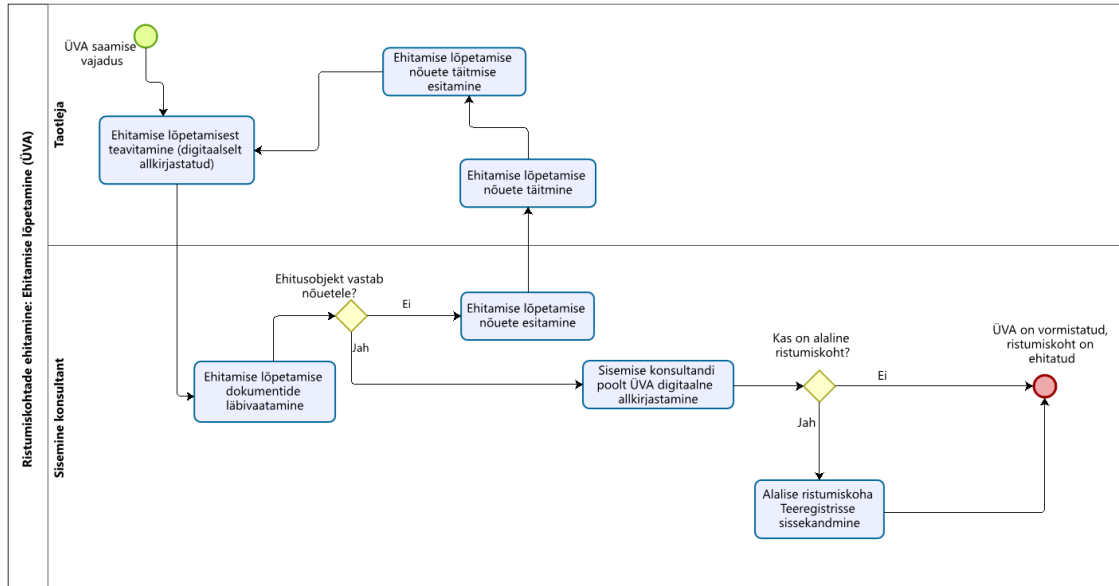 Ristumiskohtade ehitamine: Ehitamise lõpetamine (ÜVA)
Taotleja
ÜVA saamise
vajadus
Ehitamise lõpetamisest
teavitamine (digitaalselt
allkirjastatud)
Ehitamise lõpetamise
nõuete täitmise
esitamine
Ehitamise lõpetamise
nõuete täitmine
Sisemine konsultant
Ehitamise lõpetamise
dokumentide
läbivaatamine
Ehitusobjekt vastab
nõuetele?
Ei
Jah
Ehitamise lõpetamise
nõuete esitamine
Sisemise konsultandi
poolt ÜVA digitaalne
allkirjastamine
Kas on alaline
ristumiskoht?
Ei
Jah
Alalise ristumiskoha
Teeregistrisse
sissekandmine
ÜVA on vormistatud,
ristumiskoht on
ehitatud